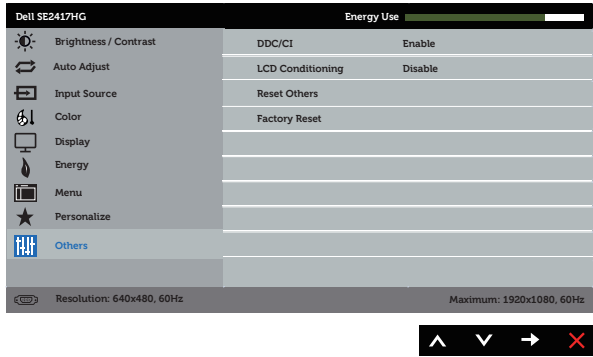 Dell SE2417HG Energy Use
Brightness / Contrast
Auto Adjust
Input Source
Color
Display
Energy
Menu
Personalize
Others
DDC/CI Enable
LCD Conditioning Disable
Reset Others
Factory Reset
Resolution: 640x480, 60Hz Maximum: 1920x1080, 60Hz